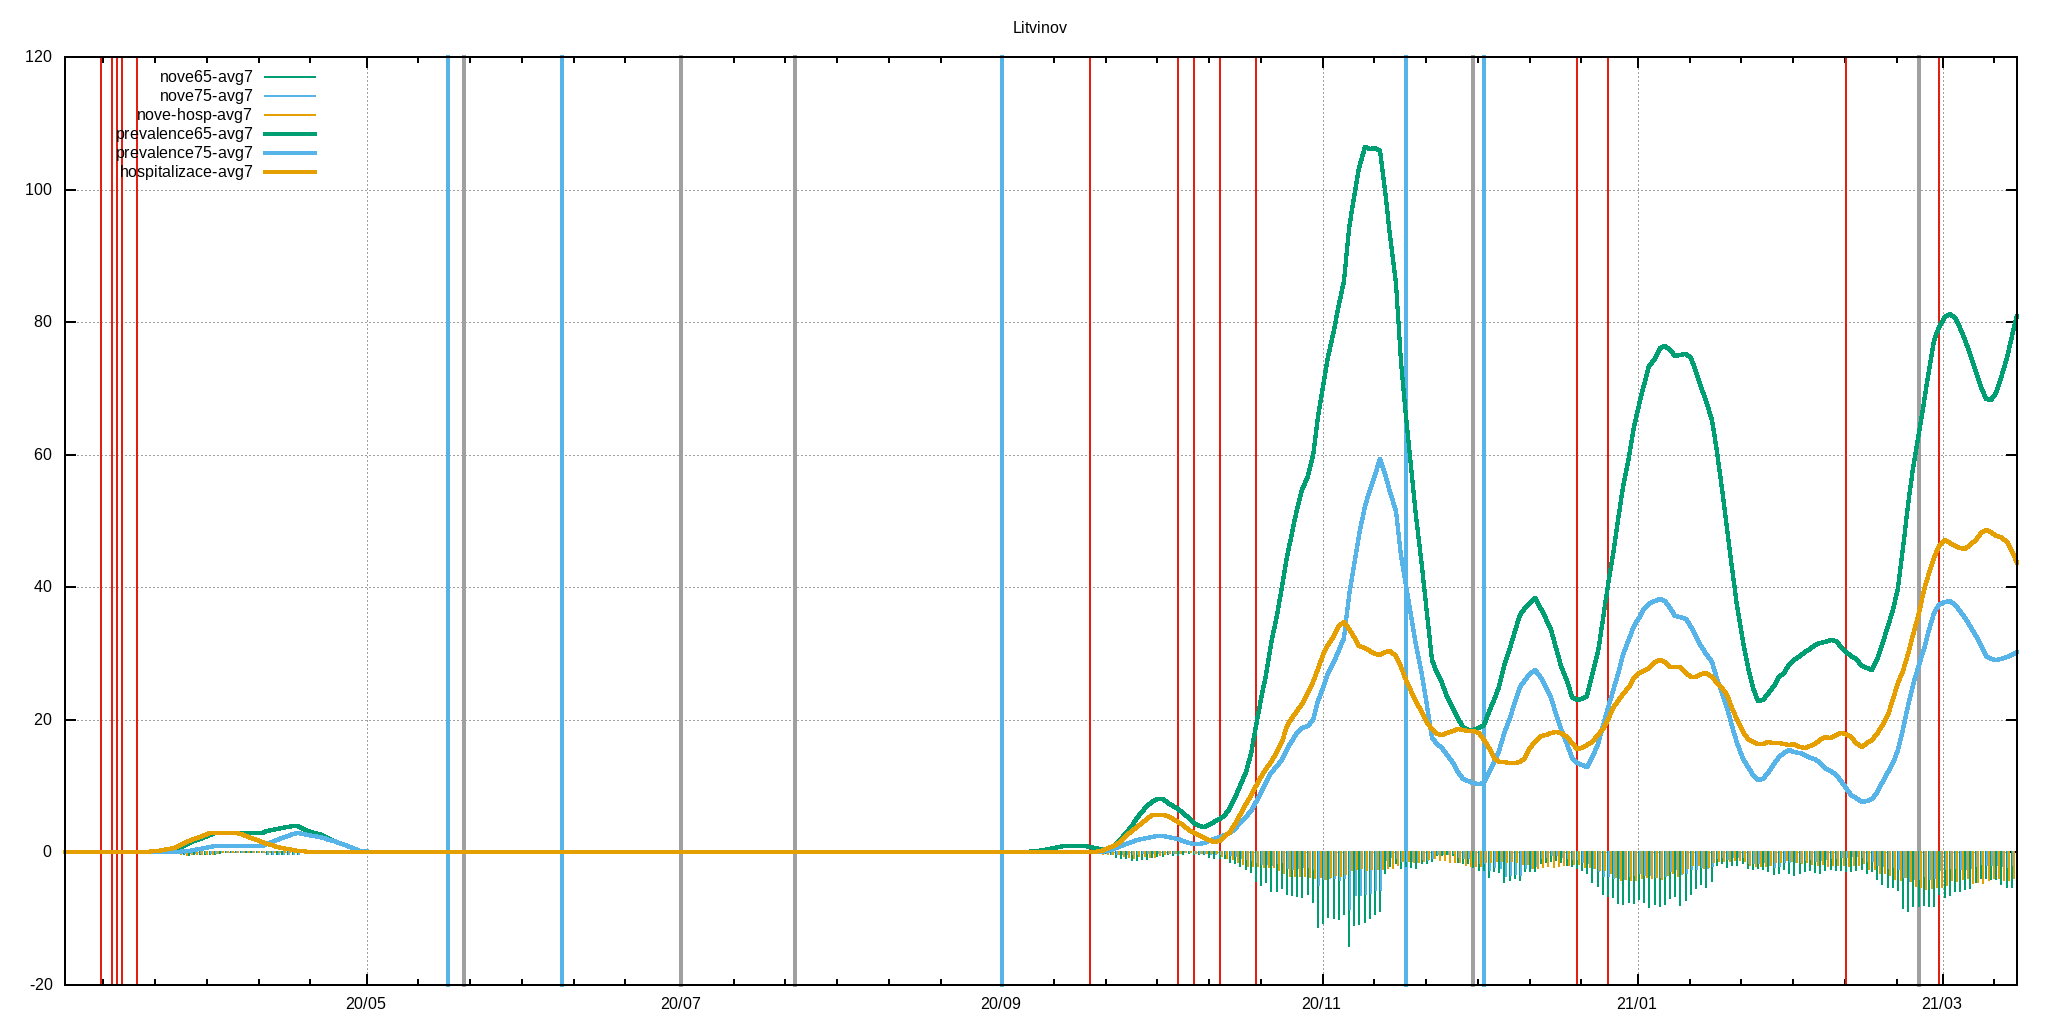 Litvinov
120
100
80
60
40
20
0
-20
nove65-avg7
nove75-avg7
nove-hosp-avg7
prevalence65-avg7
prevalence75-avg7
hospitalizace-avg7
20/05
20/07
20/09
20/11
21/01
21/03